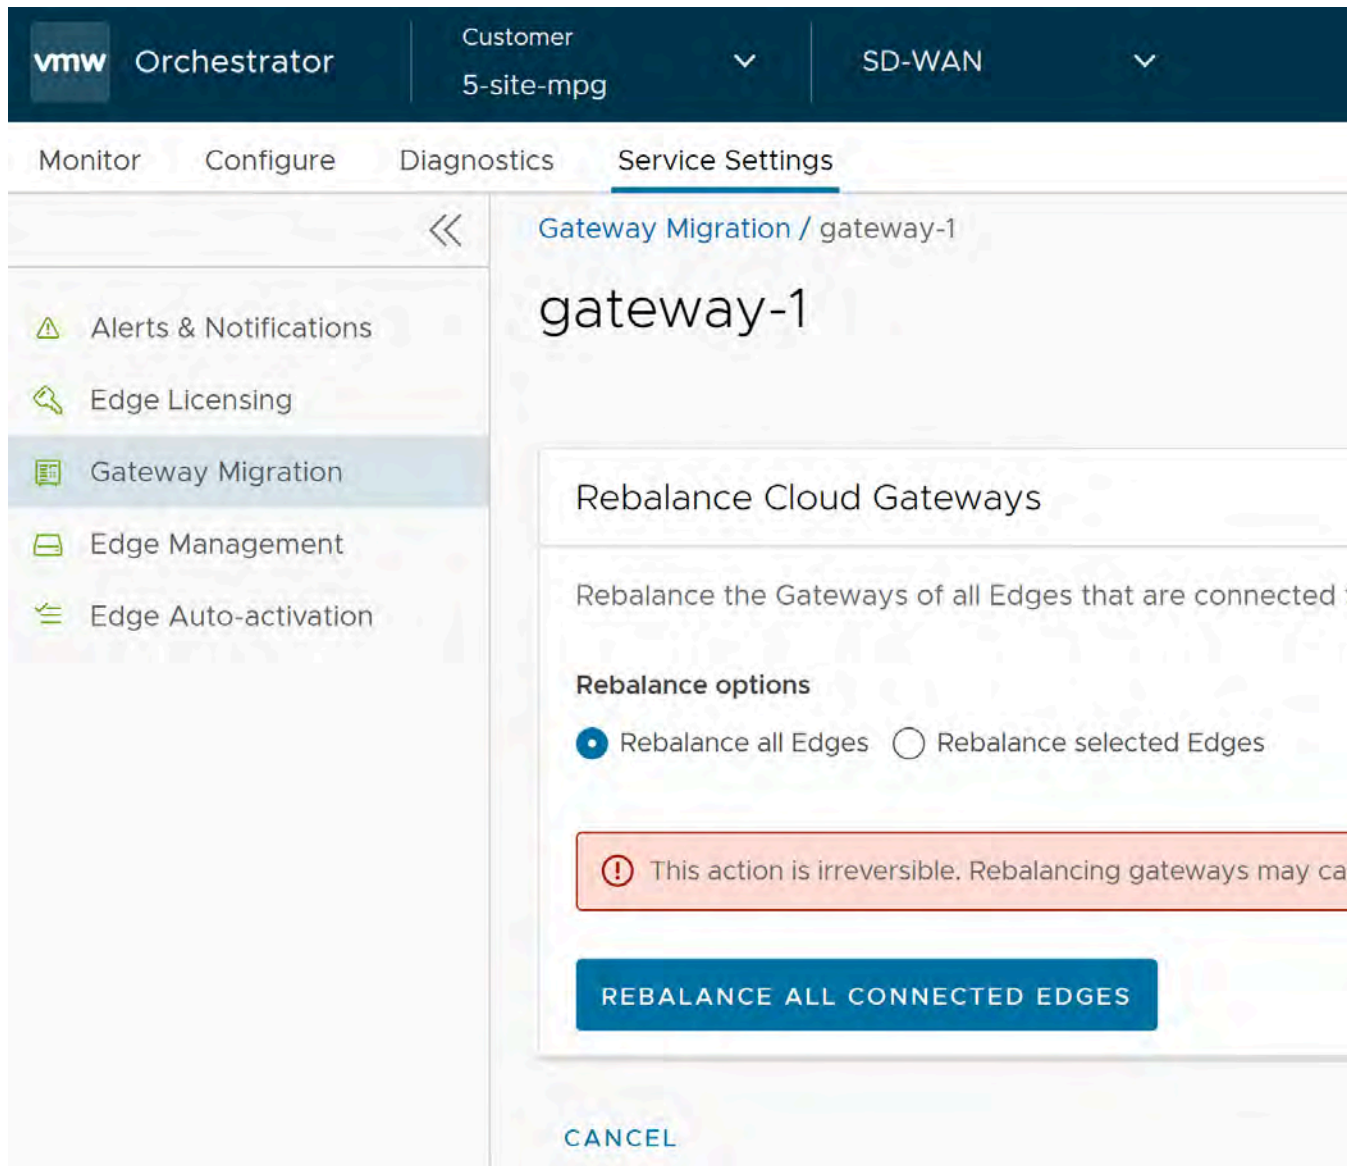 vmw Orchestrator
Customer
5-site-mpg
SD-WAN
Monitor Configure Diagnostics Service Settings
Gateway Migration / gateway-1
gateway-1
Alerts & Notifications
Edge Licensing
Gateway Migration
Edge Management
Edge Auto-activation
Rebalance Cloud Gateways
Rebalance the Gateways of all Edges that are connected
Rebalance options
Rebalance all Edges Rebalance selected Edges
This action is irreversible. Rebalancing gateways may ca
REBALANCE ALL CONNECTED EDGES
CANCEL